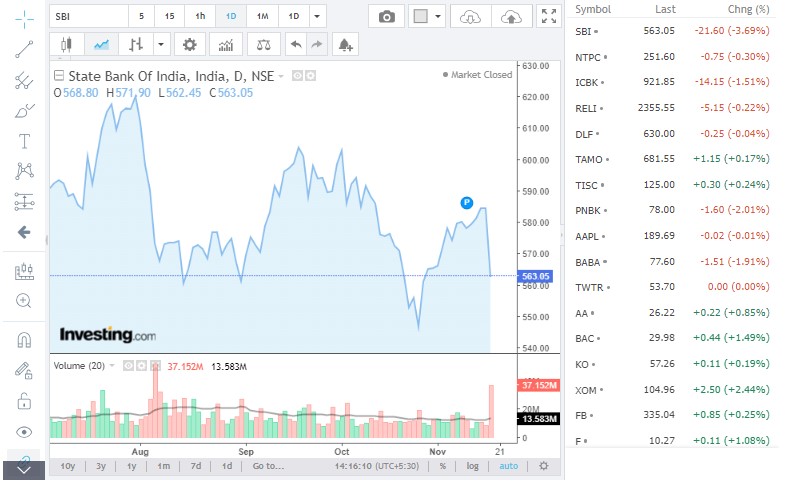 SBI 5 15 1h 1D 1M 1D
State Bank Of India, India, D, NSE
Market Closed
O568.80 H571.90 L562.45 C563.05
630.00
620.00
610.00
600.00
590.00
580.00
570.00
563.05
560.00
550.00
540.00
P
Investing.com
Volume (20) 37.152M 13.583M
37.152M
20M
13.583M
0
Aug Sep Oct Nov 21
10y 3y 1y 1m 7d 1d Go to... 14:16:10 (UTC+5:30) % log auto
Symbol Last Chng (%)
SBI 563.05 -21.60 (-3.69%)
NTPC 251.60 -0.75 (-0.30%)
ICBK 921.85 -14.15 (-1.51%)
RELI 2355.55 -5.15 (-0.22%)
DLF 630.00 -0.25 (-0.04%)
TAMO 681.55 +1.15 (+0.17%)
TISC 125.00 +0.30 (+0.24%)
PNBK 78.00 -1.60 (-2.01%)
AAPL 189.69 -0.02 (-0.01%)
BABA 77.60 -1.51 (-1.91%)
TWTR 53.70 0.00 (0.00%)
AA 26.22 +0.22 (+0.85%)
BAC 29.98 +0.44 (+1.49%)
KO 57.26 +0.11 (+0.19%)
XOM 104.96 +2.50 (+2.44%)
FB 335.04 +0.85 (+0.25%)
F 10.27 +0.11 (+1.08%)